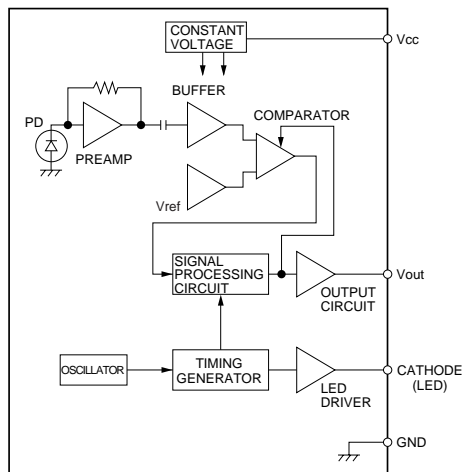 CONSTANT
VOLTAGE
Vcc
BUFFER
COMPARATOR
PD
PREAMP
Vref
SIGNAL
PROCESSING
CIRCUIT
Vout
OUTPUT
CIRCUIT
OSCILLATOR
TIMING
GENERATOR
CATHODE
(LED)
LED
DRIVER
GND